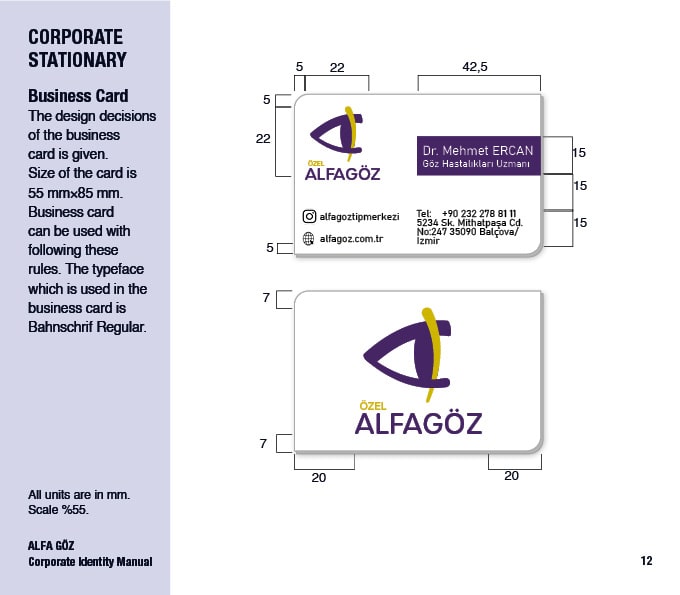 CORPORATE
STATIONARY
Business Card
The design decisions
of the business
card is given.
Size of the card is
55 mm×85 mm.
Business card
can be used with
following these
rules. The typeface
which is used in the
business card is
Bahnschrif Regular.
All units are in mm.
Scale %55.
ALFA GÖZ
Corporate Identity Manual
5
22
42,5
5
22
5
ÖZEL
ALFAGÖZ
Dr. Mehmet ERCAN
Göz Hastalıkları Uzmanı
15
15
15
alfagoztipmerkezi
alfagoz.com.tr
Tel: +90 232 278 81 11
5234 Sk. Mithatpaşa Cd.
No:247 35090 Balçova/
Izmir
7
7
ÖZEL
ALFAGÖZ
20
20
12